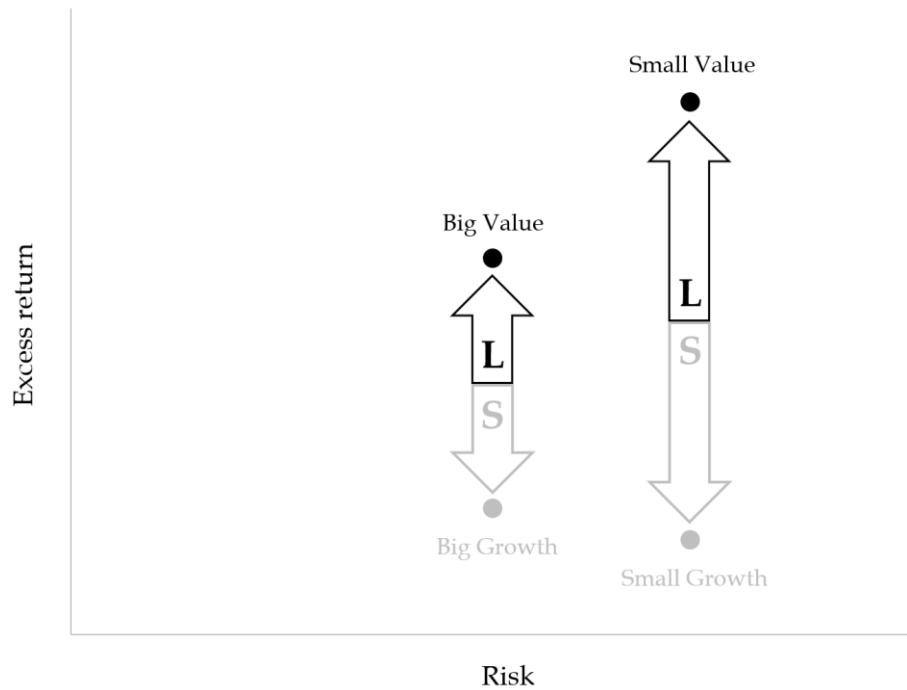 Small Value
Big Value
L
L
S
S
Excess return
Big Growth
Small Growth
Risk